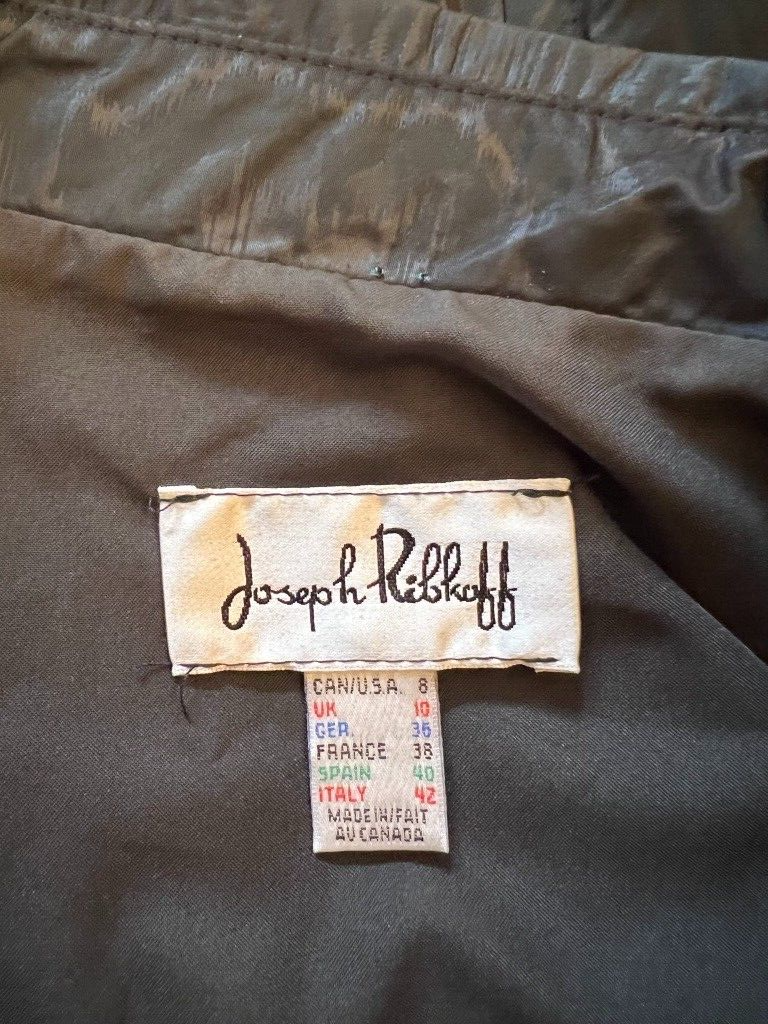 Joseph Ribkoff
CAN/U.S.A. 8
UK 10
GER. 36
FRANCE 38
SPAIN 40
ITALY 42
MADE IN/FAIT
AU CANADA